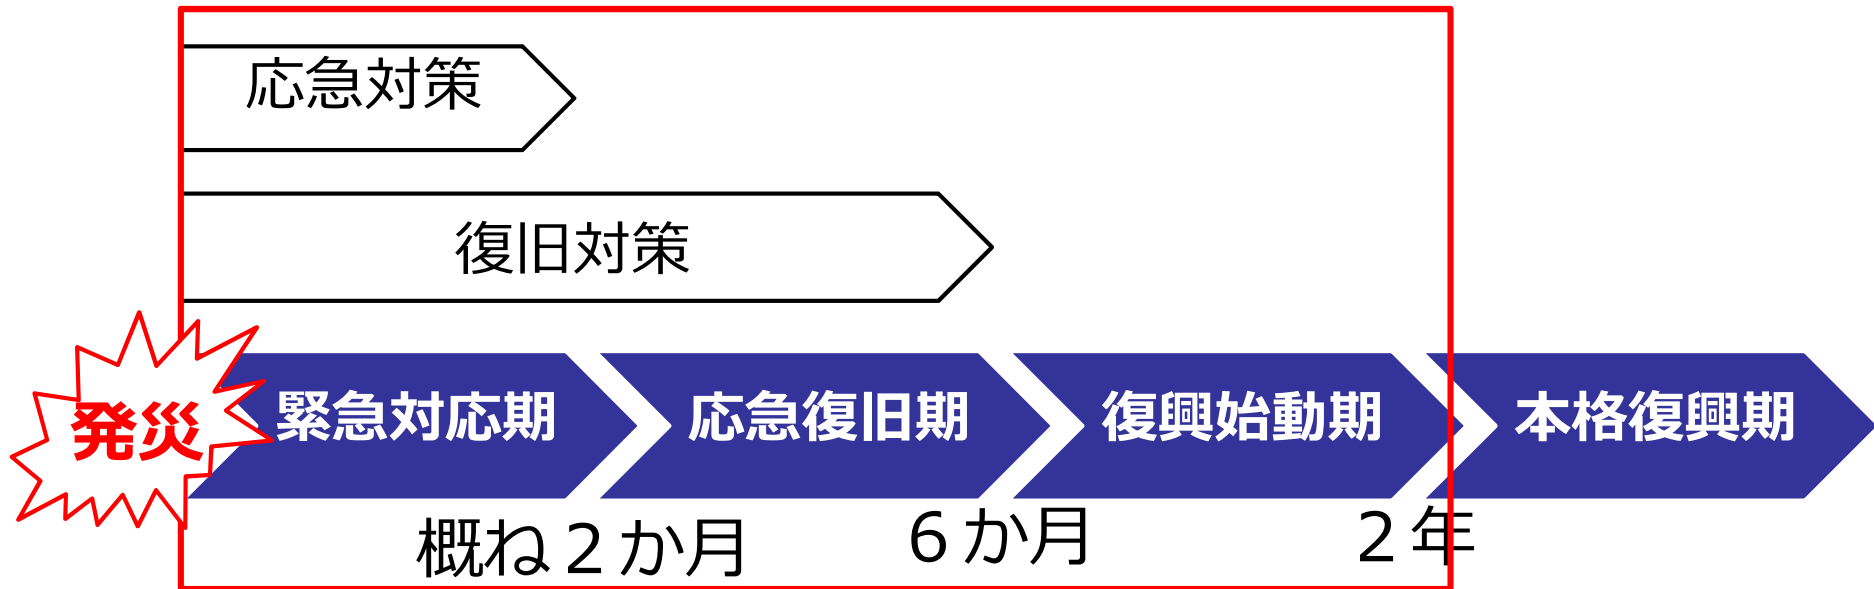 応急対策
復旧対策
発災
緊急対応期
応急復旧期
復興始動期
本格復興期
概ね２か月
６か月
２年